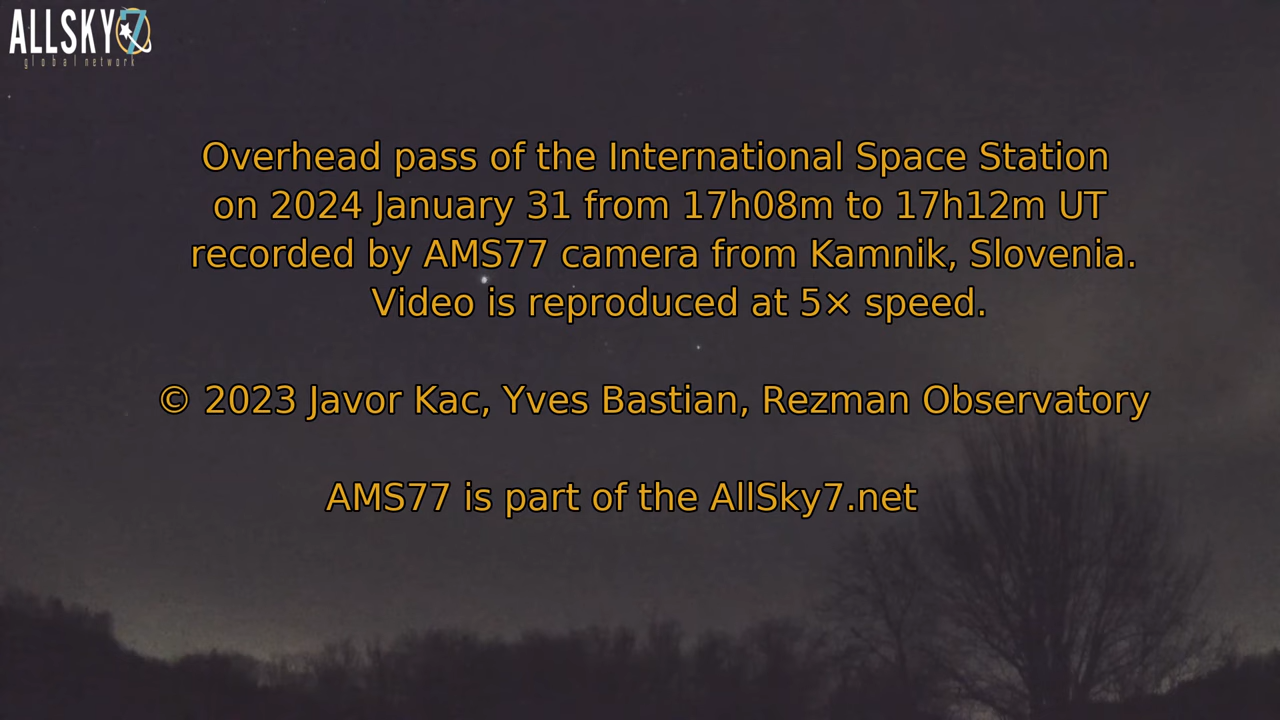 ALLSKY7
global network
Overhead pass of the International Space Station
on 2024 January 31 from 17h08m to 17h12m UT
recorded by AMS77 camera from Kamnik, Slovenia.
Video is reproduced at 5× speed.
© 2023 Javor Kac, Yves Bastian, Rezman Observatory
AMS77 is part of the AllSky7.net